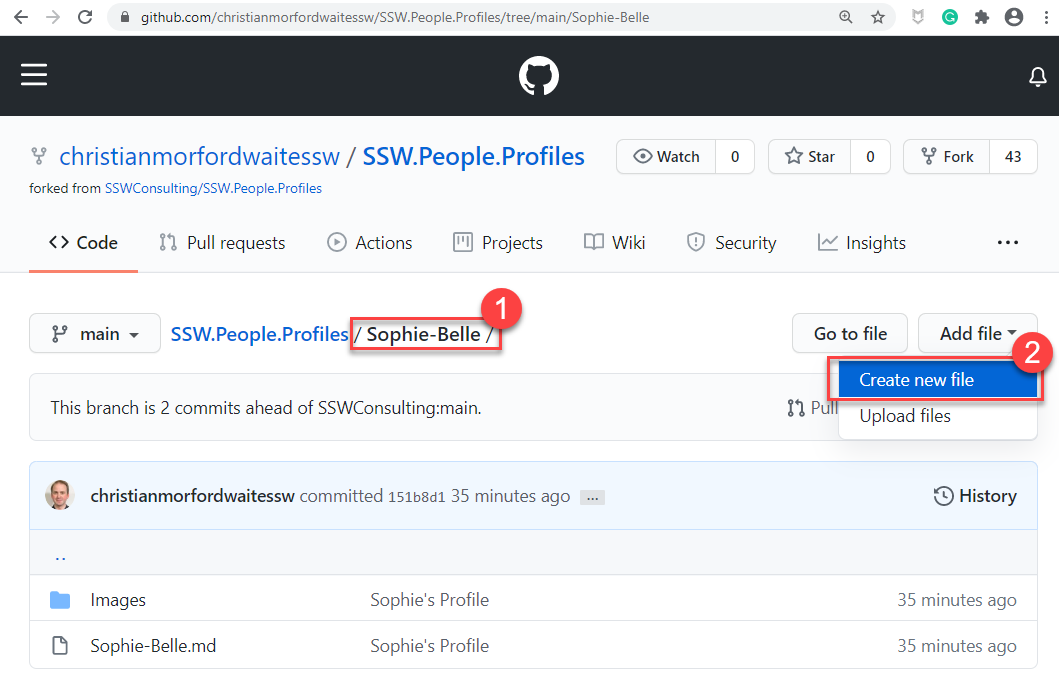 github.com/christianmorfordwaitessw/SSW.People.Profiles/tree/main/Sophie-Belle
christianmorfordwaitessw / SSW.People.Profiles
Watch 0 Star 0 Fork 43
forked from SSWConsulting/SSW.People.Profiles
Code Pull requests Actions Projects Wiki Security Insights ...
1
main SSW.People.Profiles / Sophie-Belle / Go to file Add file
2
Create new file
This branch is 2 commits ahead of SSWConsulting:main. Pull
Upload files
christianmorfordwaitessw committed 151b8d1 35 minutes ago ... History
..
Images Sophie's Profile 35 minutes ago
Sophie-Belle.md Sophie's Profile 35 minutes ago